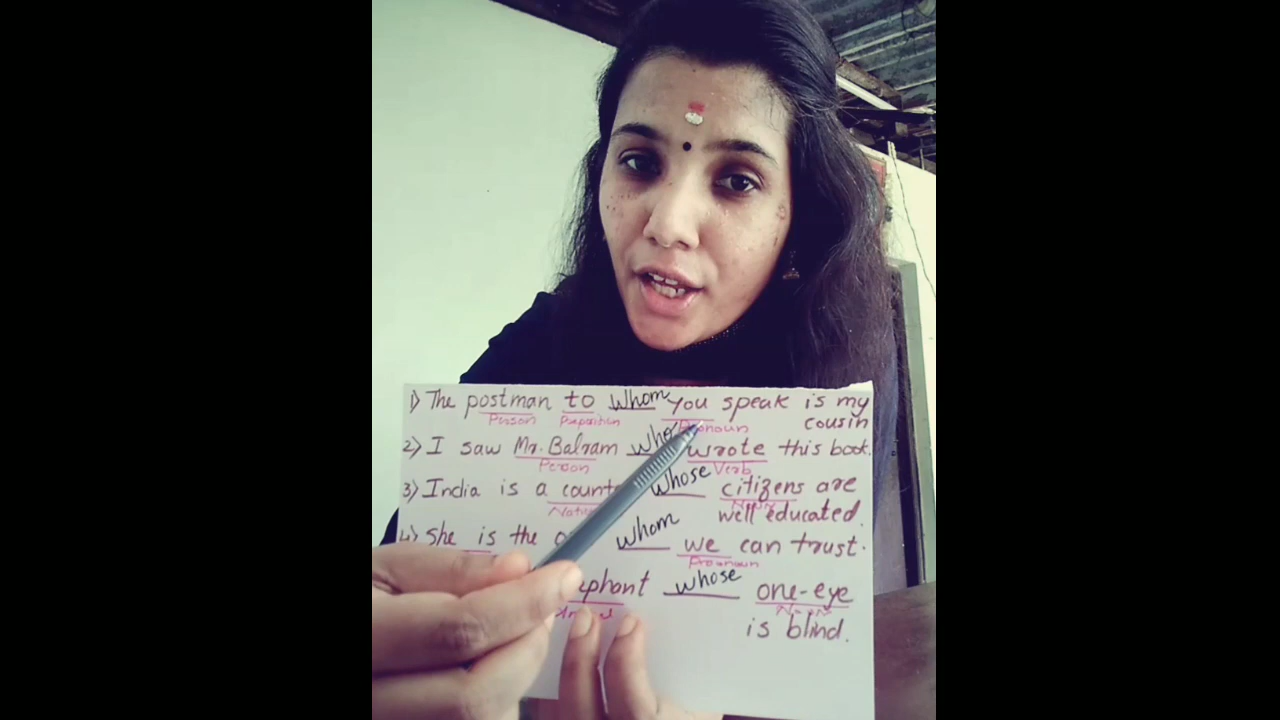 1) The postman to whom you speak is my
Person Preposition Pronoun cousin
2) I saw Mr. Balram who wrote this book.
Person Verb
3) India is a whose citizens are
Noun well educated.
4) She is the whom we can trust.
Pronoun
whose one-eye
Noun
is blind.